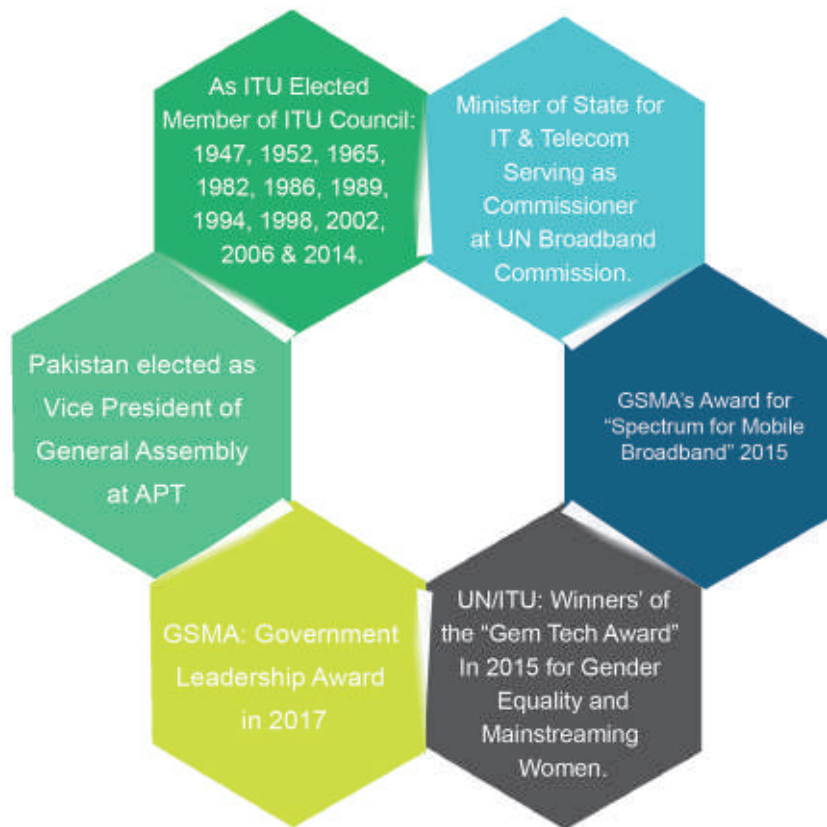 As ITU Elected
Member of ITU Council:
1947, 1952, 1965,
1982, 1986, 1989,
1994, 1998, 2002,
2006 & 2014.
Minister of State for
IT & Telecom
Serving as
Commissioner
at UN Broadband
Commission.
GSMA's Award for
“Spectrum for Mobile
Broadband” 2015
UN/ITU: Winners' of
the “Gem Tech Award”
In 2015 for Gender
Equality and
Mainstreaming
Women.
GSMA: Government
Leadership Award
in 2017
Pakistan elected as
Vice President of
General Assembly
at APT